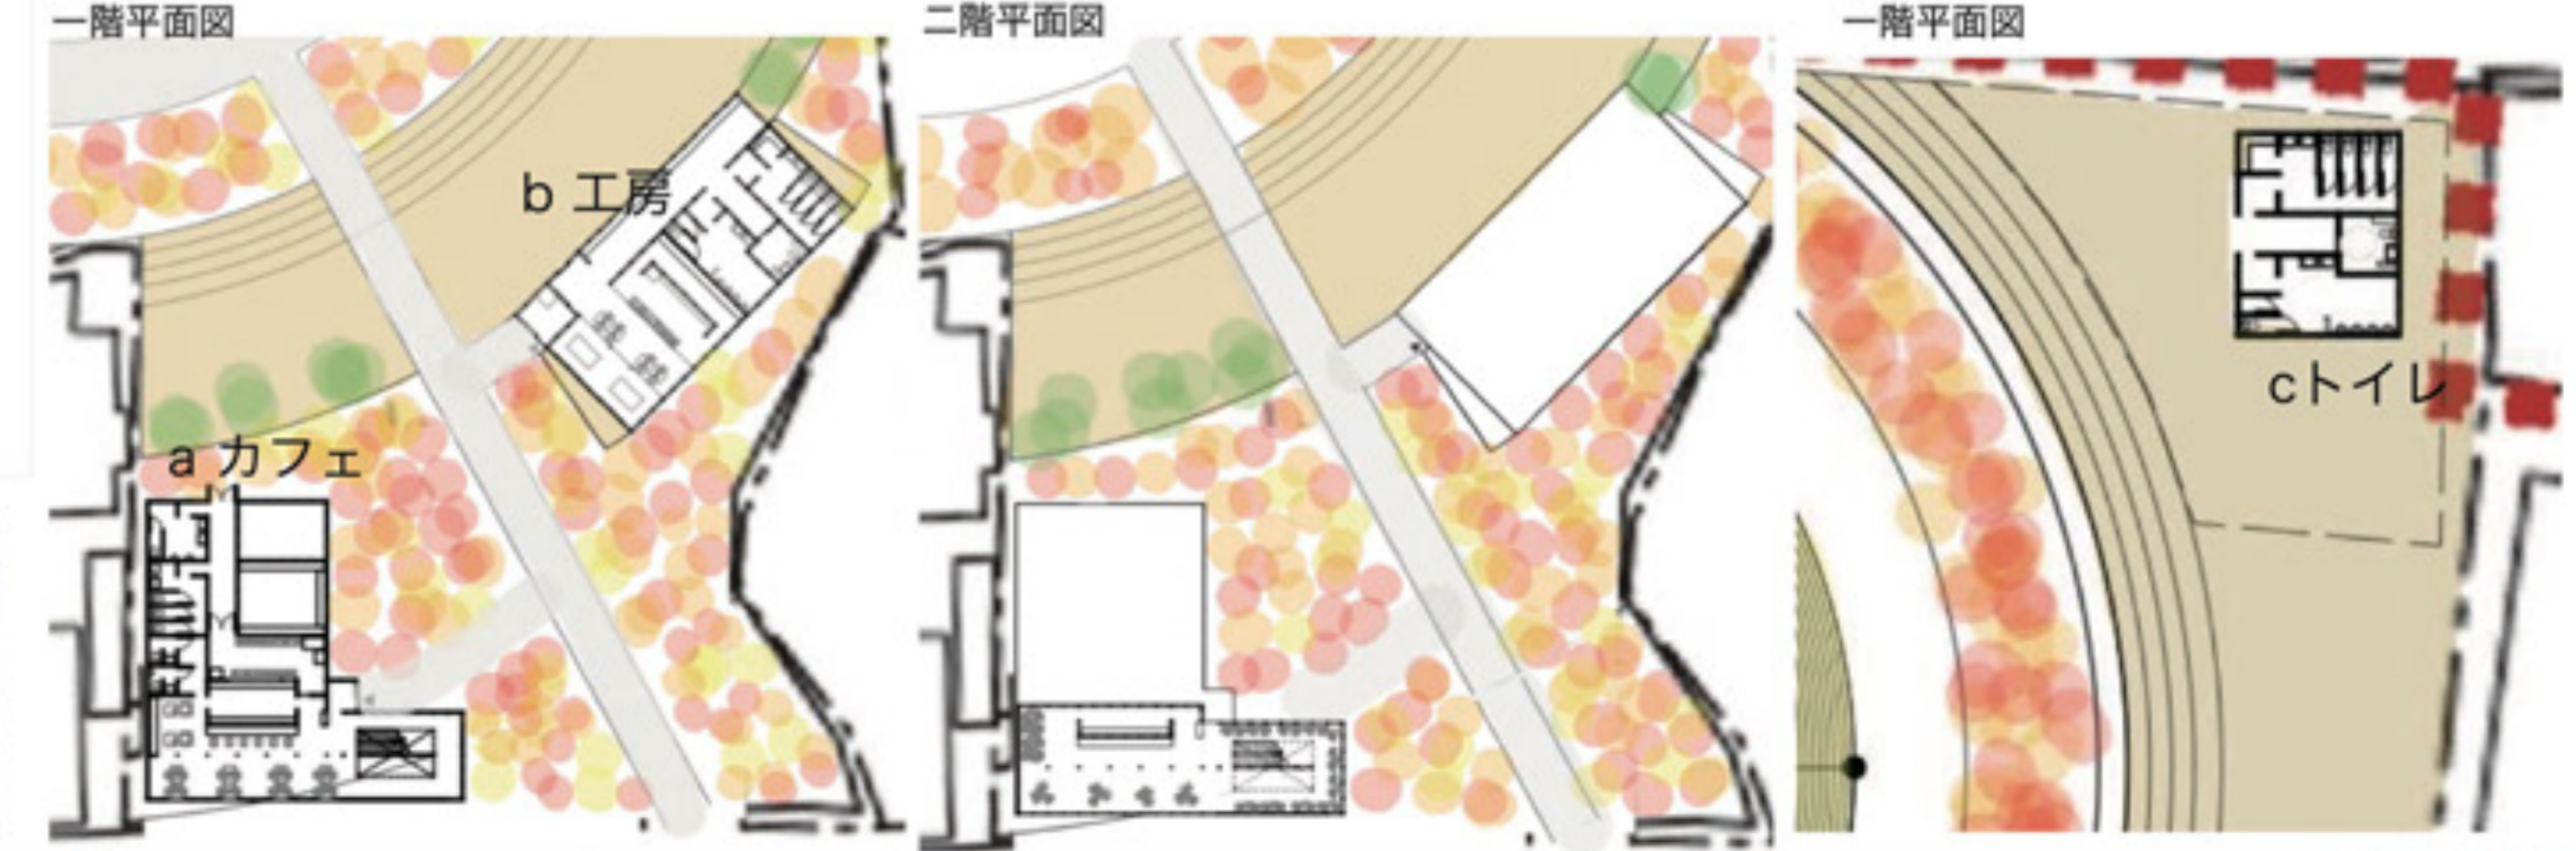 一階平面図
二階平面図
一階平面図
b 工房
a カフェ
cトイレ